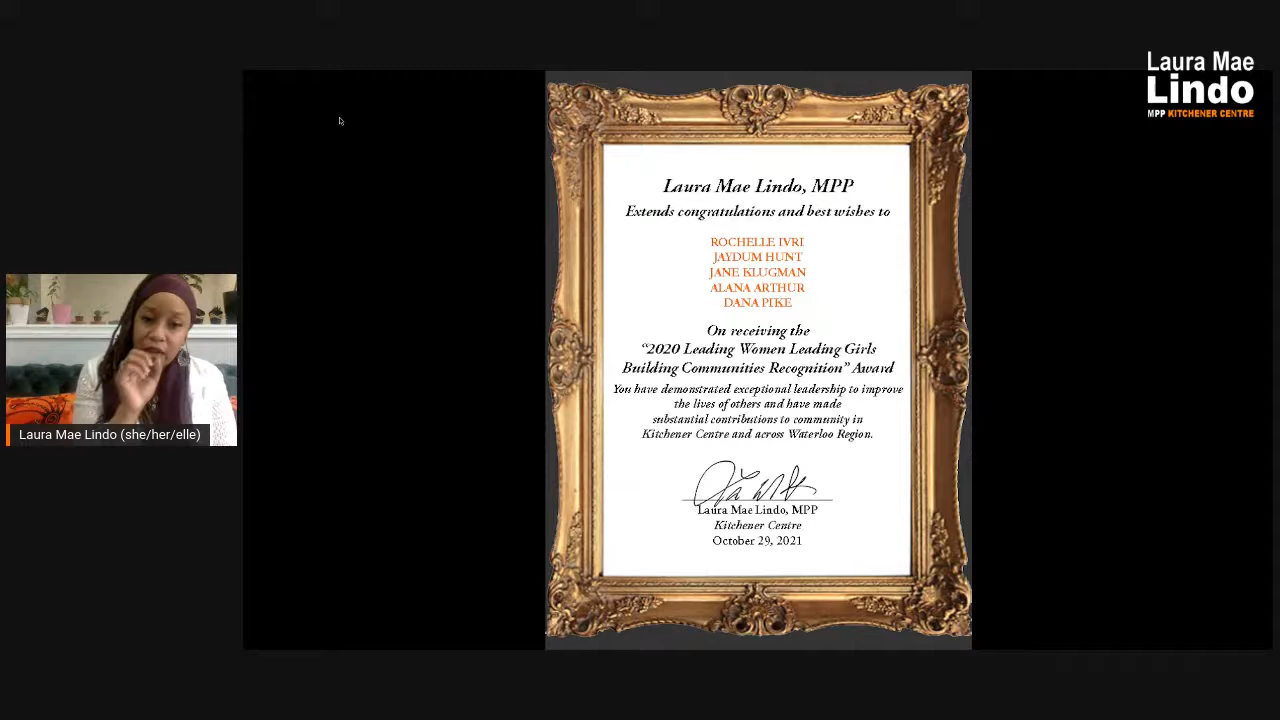 Laura Mae
Lindo
MPP KITCHENER CENTRE
Laura Mae Lindo, MPP
Extends congratulations and best wishes to
ROCHELLE IVRI
JAYDUM HUNT
JANE KLUGMAN
ALANA ARTHUR
DANA PIKE
On receiving the
“2020 Leading Women Leading Girls
Building Communities Recognition” Award
You have demonstrated exceptional leadership to improve
the lives of others and have made
substantial contributions to community in
Kitchener Centre and across Waterloo Region.
Laura Mae Lindo, MPP
Kitchener Centre
October 29, 2021
Laura Mae Lindo (she/her/elle)